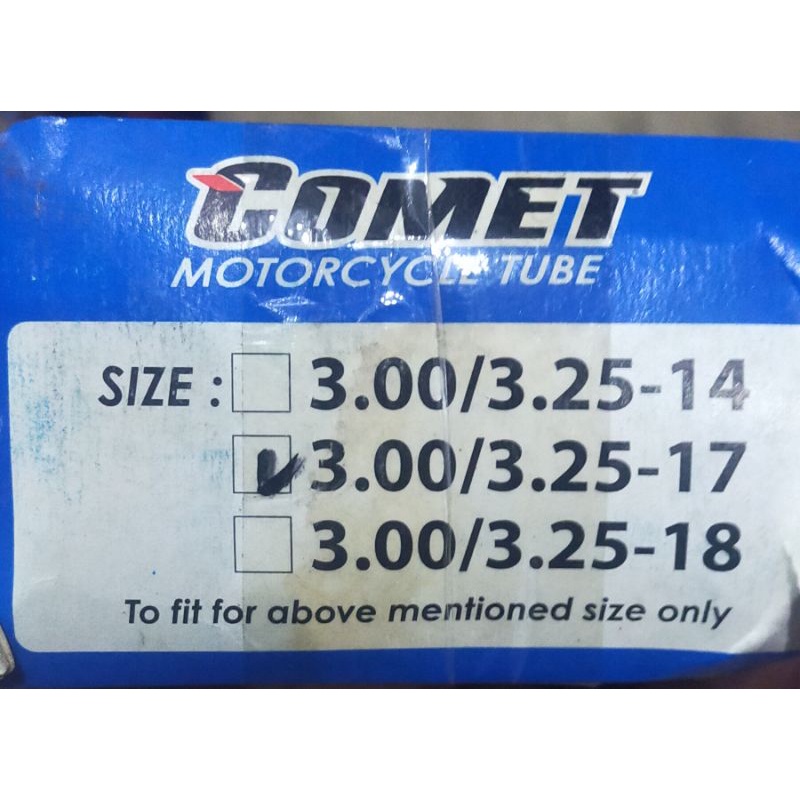 COMET
MOTORCYCLE TUBE
SIZE : 3.00/3.25-14
3.00/3.25-17
3.00/3.25-18
To fit for above mentioned size only